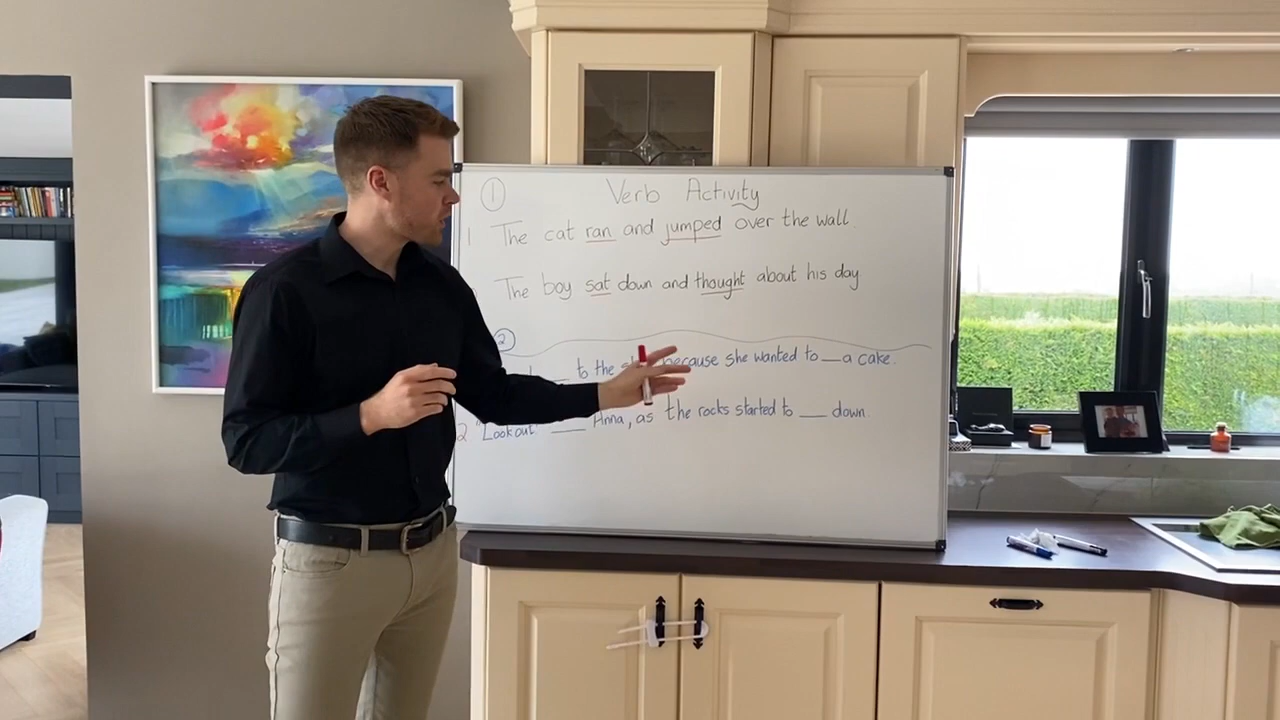 ① Verb Activity
1 The cat ran and jumped over the wall
The boy sat down and thought about his day
②
__ to the because she wanted to __ a cake.
2 "Look out" ___ Anna, as the rocks started to ___ down.